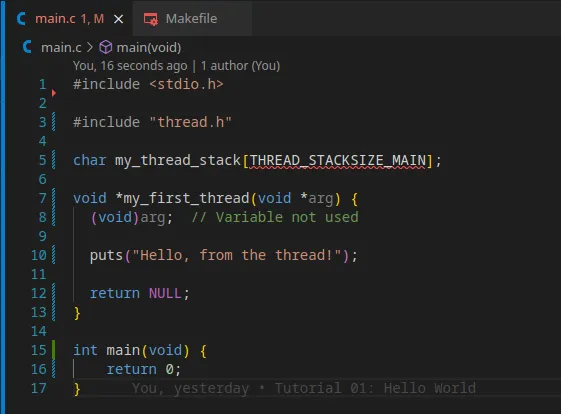 main.c 1, M
Makefile
main.c > main(void)
You, 16 seconds ago | 1 author (You)
1 #include <stdio.h>
2
3 #include "thread.h"
4
5 char my_thread_stack[THREAD_STACKSIZE_MAIN];
6
7 void *my_first_thread(void *arg) {
8   (void)arg;  // Variable not used
9
10   puts("Hello, from the thread!");
11
12   return NULL;
13 }
14
15 int main(void) {
16     return 0;
17 }      You, yesterday • Tutorial 01: Hello World